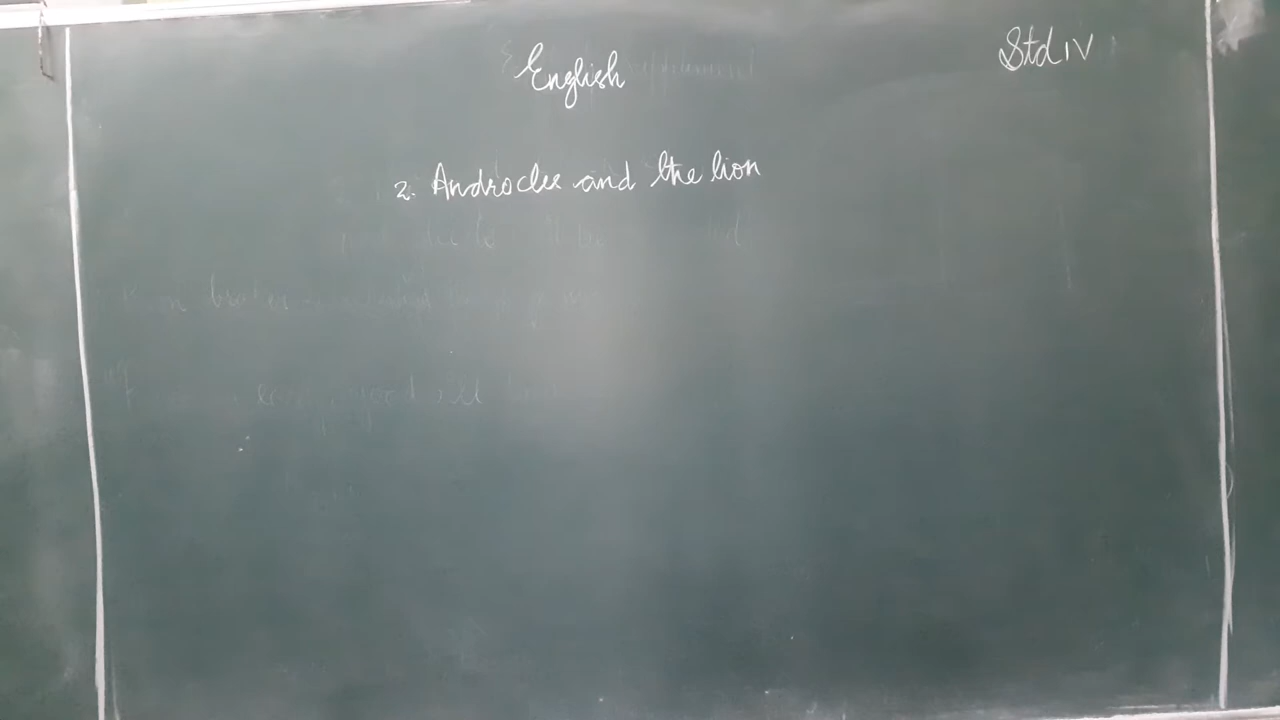 English
Std IV
2. Androcles and the lion